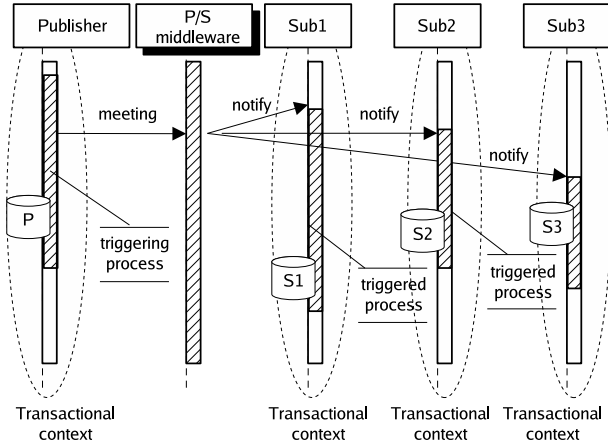 Publisher
P/S
middleware
Sub1
Sub2
Sub3
meeting
notify
notify
notify
P
triggering
process
S1
triggered
process
S2
triggered
process
S3
Transactional
context
Transactional
context
Transactional
context
Transactional
context